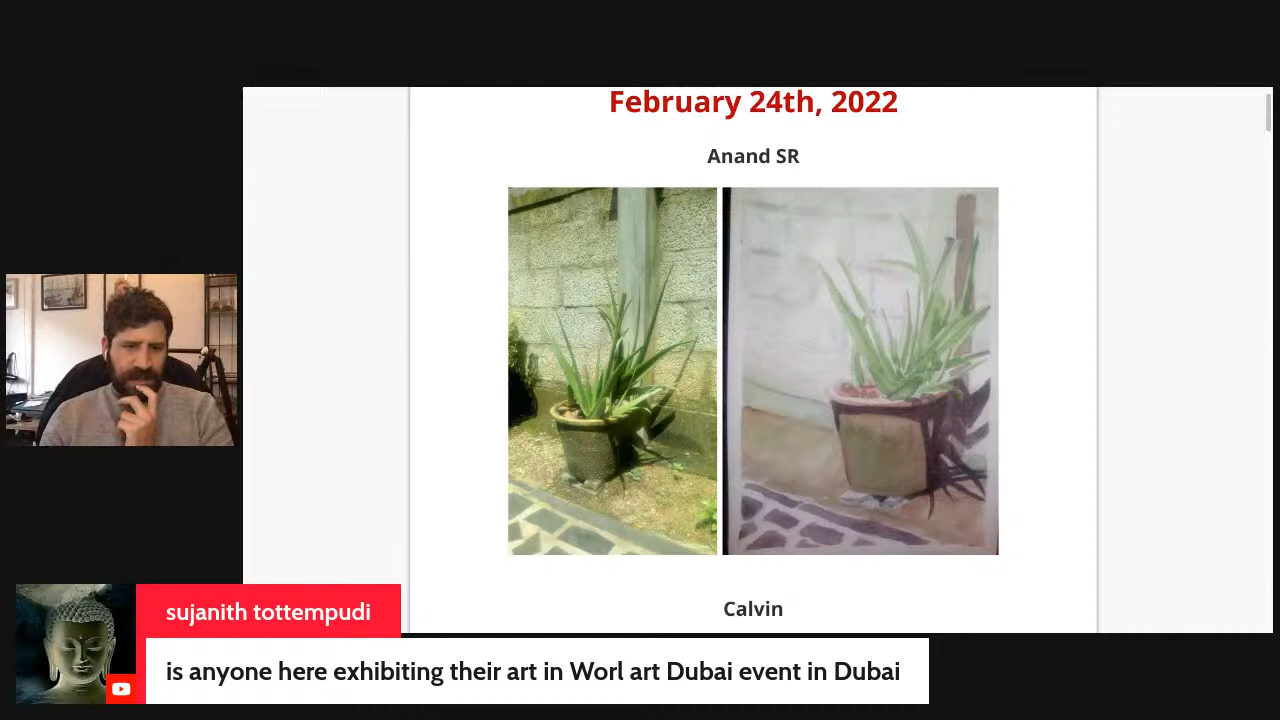 February 24th, 2022
Anand SR
Calvin
sujanith tottempudi
is anyone here exhibiting their art in Worl art Dubai event in Dubai